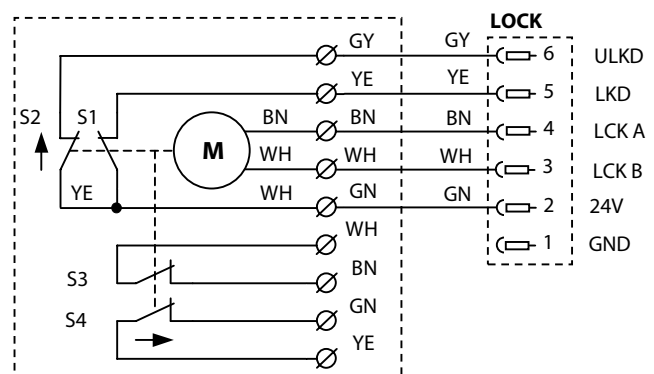 LOCK
GY GY 6 ULKD
YE YE 5 LKD
S2 S1 BN BN BN 4 LCK A
M WH WH WH 3 LCK B
YE WH GN GN 2 24V
WH 1 GND
S3 BN
S4 GN
YE